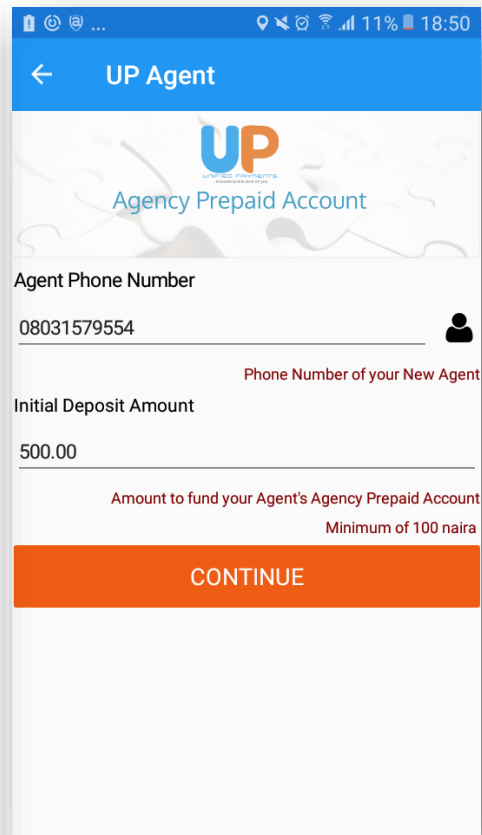 ... 11% 18:50
UP Agent
UP
UNIFIED PAYMENTS
Agency Prepaid Account
Agent Phone Number
08031579554
Phone Number of your New Agent
Initial Deposit Amount
500.00
Amount to fund your Agent's Agency Prepaid Account
Minimum of 100 naira
CONTINUE